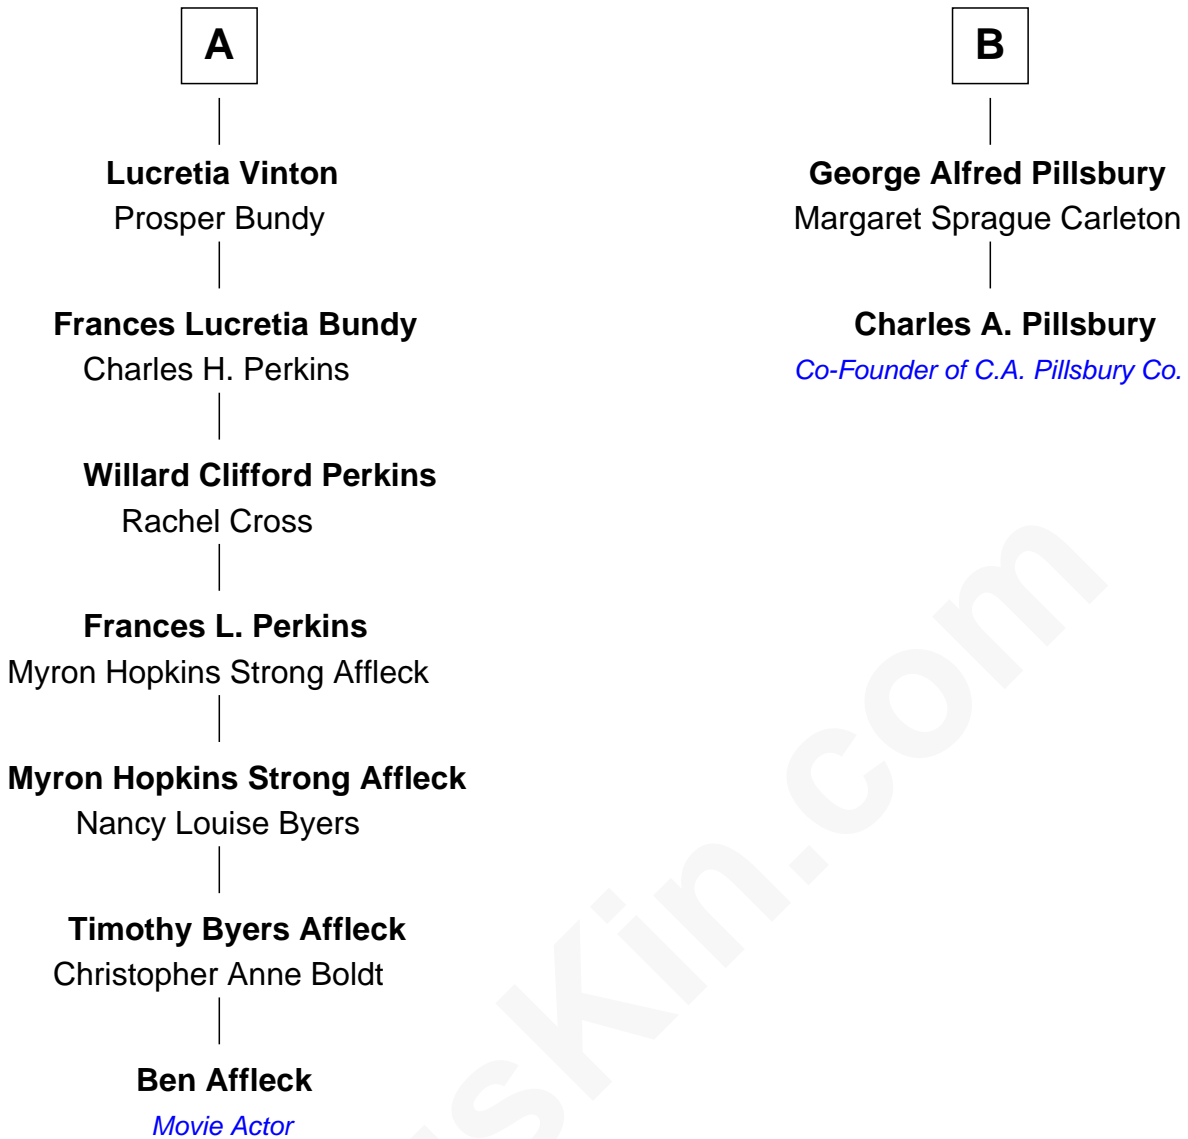 A
Lucretia Vinton
Prosper Bundy
Frances Lucretia Bundy
Charles H. Perkins
Willard Clifford Perkins
Rachel Cross
Frances L. Perkins
Myron Hopkins Strong Affleck
Myron Hopkins Strong Affleck
Nancy Louise Byers
Timothy Byers Affleck
Christopher Anne Boldt
Ben Affleck
Movie Actor
B
George Alfred Pillsbury
Margaret Sprague Carleton
Charles A. Pillsbury
Co-Founder of C.A. Pillsbury Co.
sKin.com